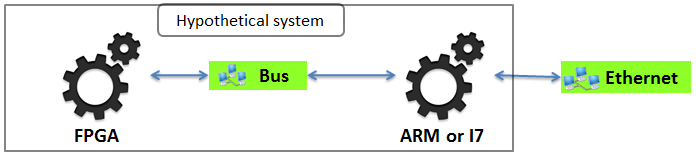 Hypothetical system
Bus
Ethernet
FPGA
ARM or I7